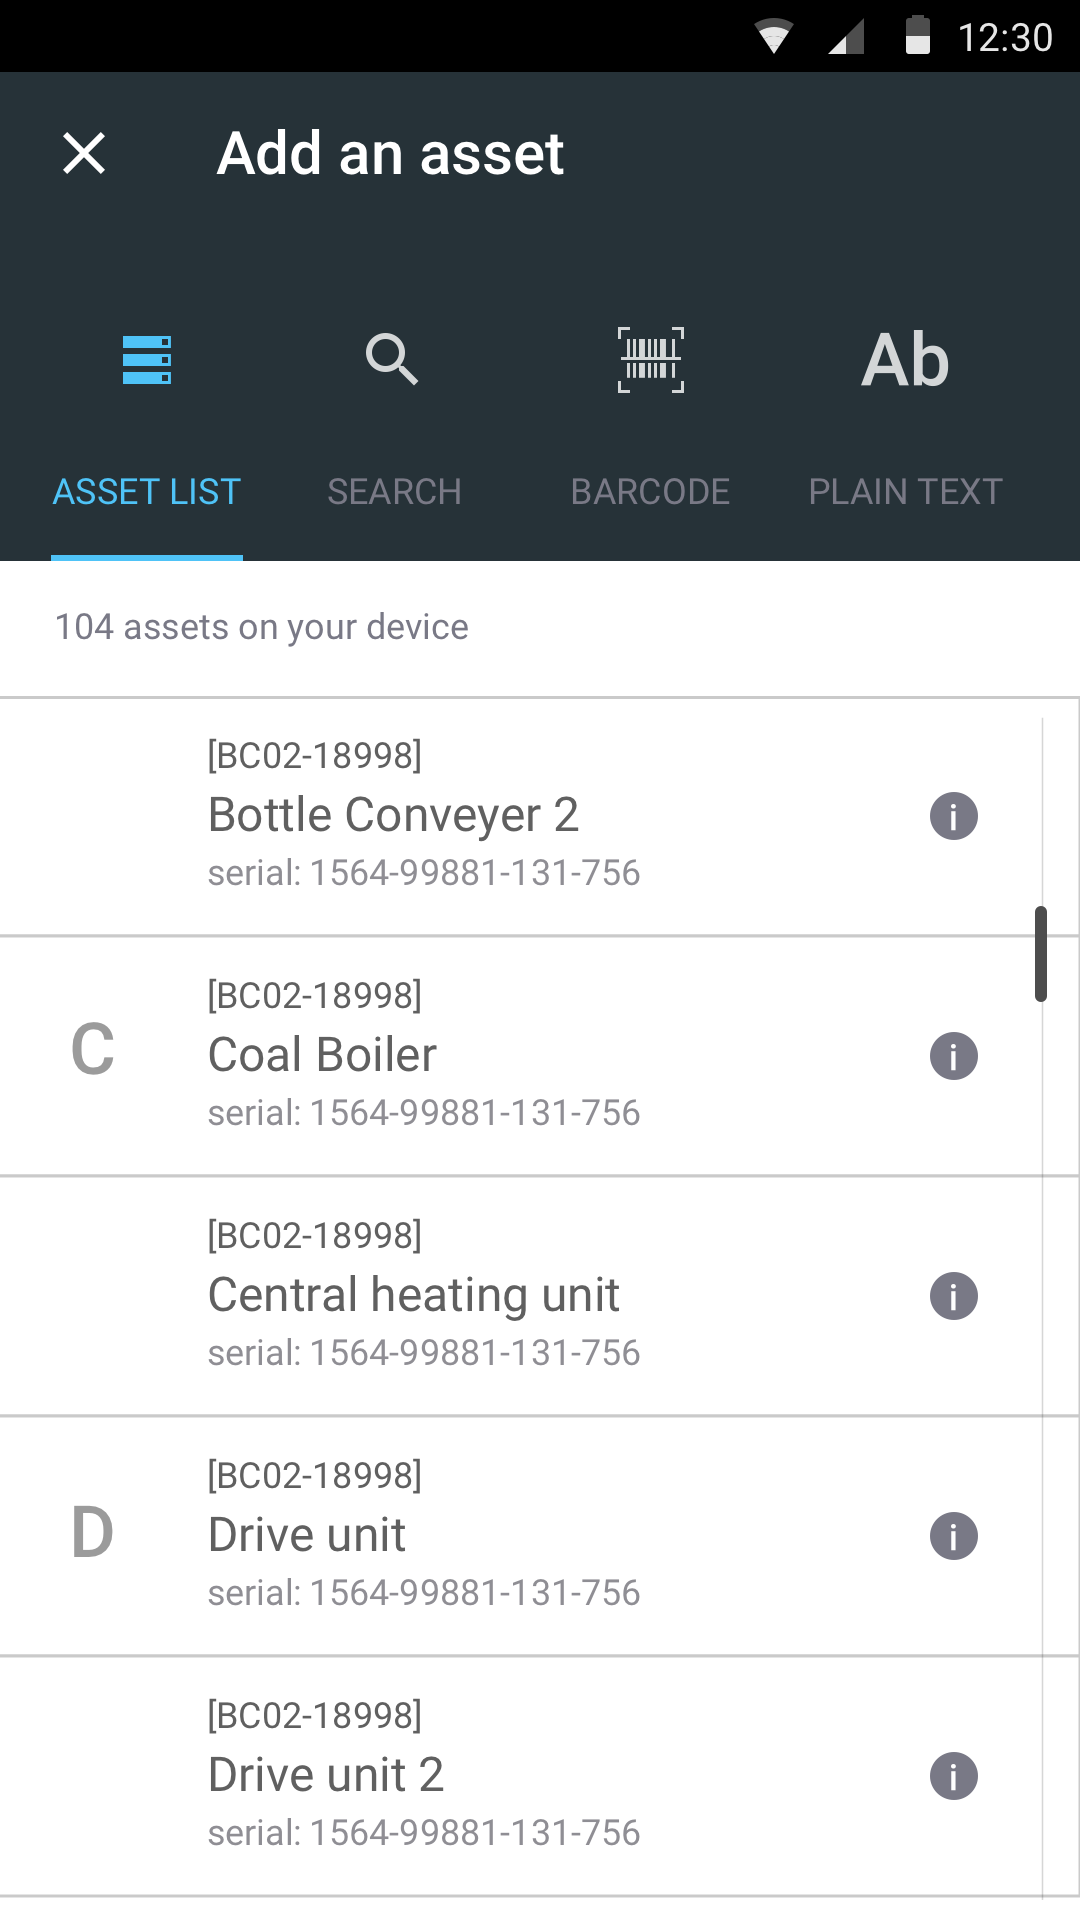 12:30
Add an asset
Ab
ASSET LIST
SEARCH
BARCODE
PLAIN TEXT
104 assets on your device
[BC02-18998]
Bottle Conveyer 2
serial: 1564-99881-131-756
C
[BC02-18998]
Coal Boiler
serial: 1564-99881-131-756
[BC02-18998]
Central heating unit
serial: 1564-99881-131-756
D
[BC02-18998]
Drive unit
serial: 1564-99881-131-756
[BC02-18998]
Drive unit 2
serial: 1564-99881-131-756